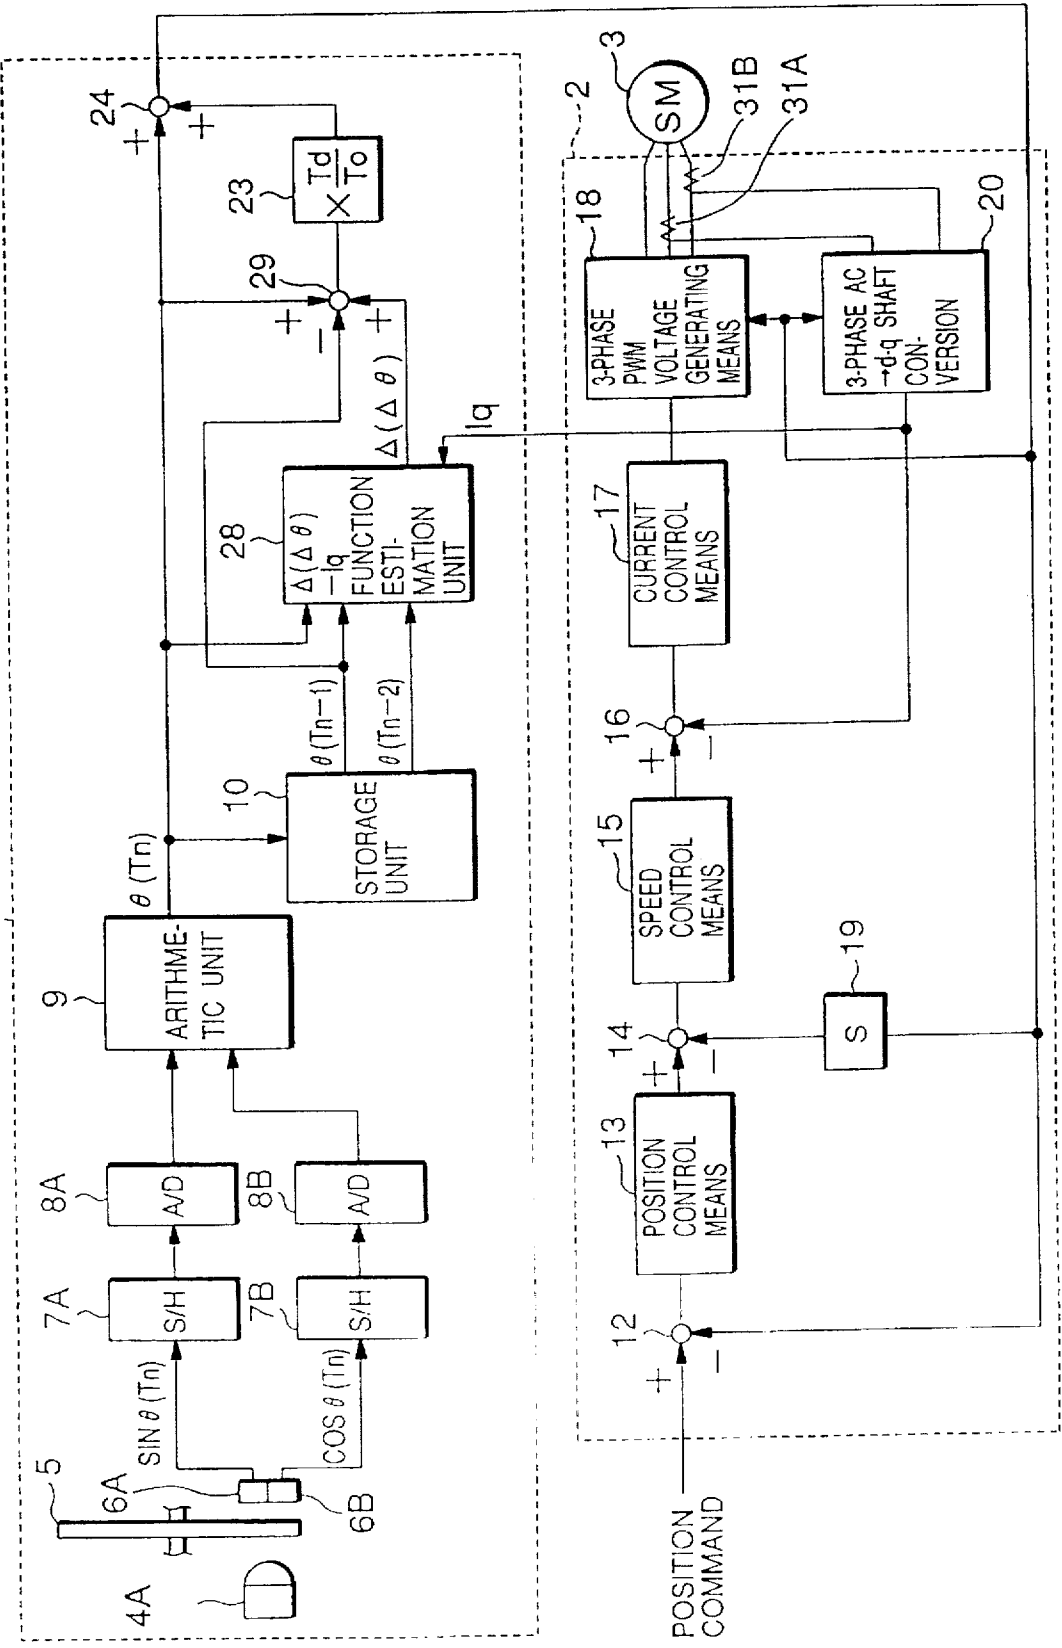 4A
5
6A
6B
SIN θ (Tn)
COS θ (Tn)
7A
S/H
7B
S/H
8A
A/D
8B
A/D
9
ARITHME-
TIC UNIT
θ (Tn)
10
STORAGE
UNIT
θ (Tn-1)
θ (Tn-2)
28
Δ(Δ θ)
-Iq
FUNCTION
ESTI-
MATION
UNIT
Δ(Δ θ)
Iq
29
+
-
+
23
X Td
To
24
+
+
POSITION
COMMAND
12
+
-
13
POSITION
CONTROL
MEANS
14
+
-
15
SPEED
CONTROL
MEANS
19
S
16
+
-
17
CURRENT
CONTROL
MEANS
18
3-PHASE
PWM
VOLTAGE
GENERATING
MEANS
20
3-PHASE AC
→d-q SHAFT
CON-
VERSION
2
3
SM
31B
31A